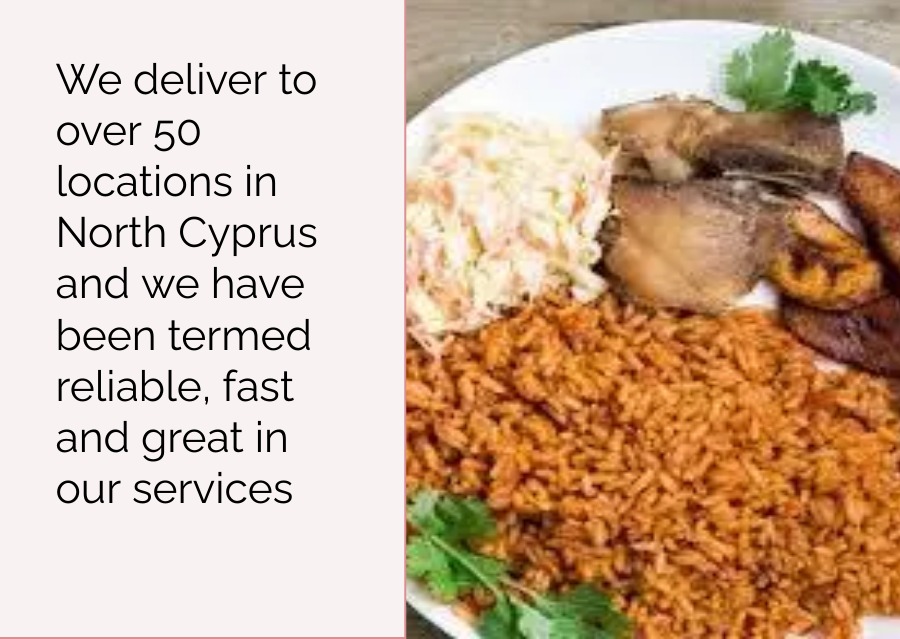 We deliver to
over 50
locations in
North Cyprus
and we have
been termed
reliable, fast
and great in
our services